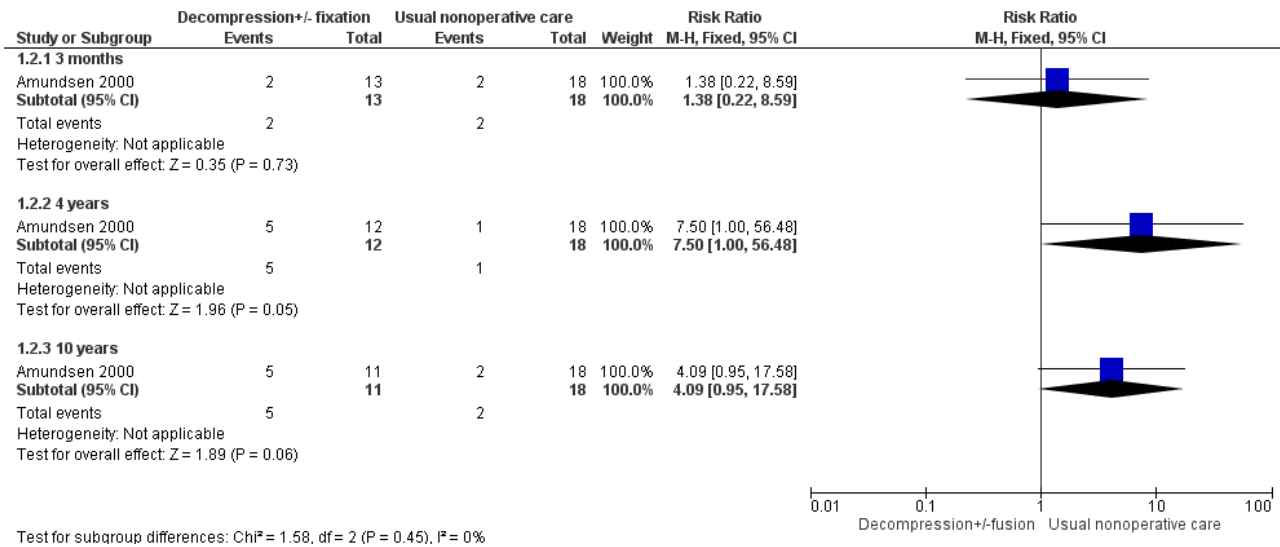 Decompression+/- fixation Usual nonoperative care Risk Ratio Risk Ratio
Study or Subgroup Events Total Events Total Weight M-H, Fixed, 95% CI M-H, Fixed, 95% CI
1.2.1 3 months
Amundsen 2000 2 13 2 18 100.0% 1.38 [0.22, 8.59]
Subtotal (95% CI) 13 18 100.0% 1.38 [0.22, 8.59]
Total events 2 2
Heterogeneity: Not applicable
Test for overall effect: Z = 0.35 (P = 0.73)
1.2.2 4 years
Amundsen 2000 5 12 1 18 100.0% 7.50 [1.00, 56.48]
Subtotal (95% CI) 12 18 100.0% 7.50 [1.00, 56.48]
Total events 5 1
Heterogeneity: Not applicable
Test for overall effect: Z = 1.96 (P = 0.05)
1.2.3 10 years
Amundsen 2000 5 11 2 18 100.0% 4.09 [0.95, 17.58]
Subtotal (95% CI) 11 18 100.0% 4.09 [0.95, 17.58]
Total events 5 2
Heterogeneity: Not applicable
Test for overall effect: Z = 1.89 (P = 0.06)
0.01 0.1 1 10 100
Decompression+/-fusion Usual nonoperative care
Test for subgroup differences: Chi² = 1.58, df = 2 (P = 0.45), I² = 0%